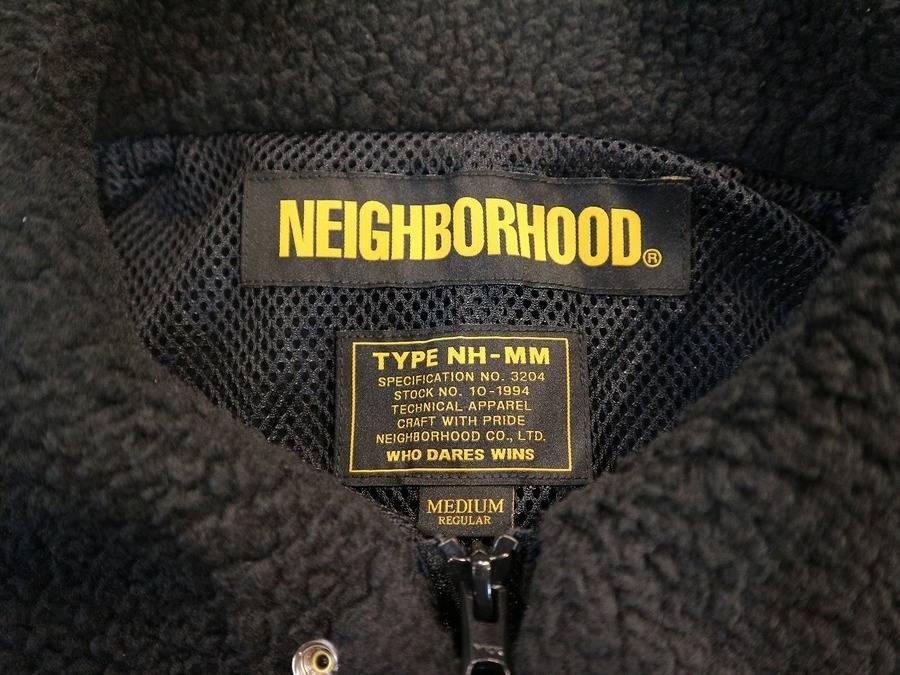 NEIGHBORHOOD®
TYPE NH-MM
SPECIFICATION NO. 3204
STOCK NO. 10-1994
TECHNICAL APPAREL
CRAFT WITH PRIDE
NEIGHBORHOOD CO., LTD.
WHO DARES WINS
MEDIUM
REGULAR